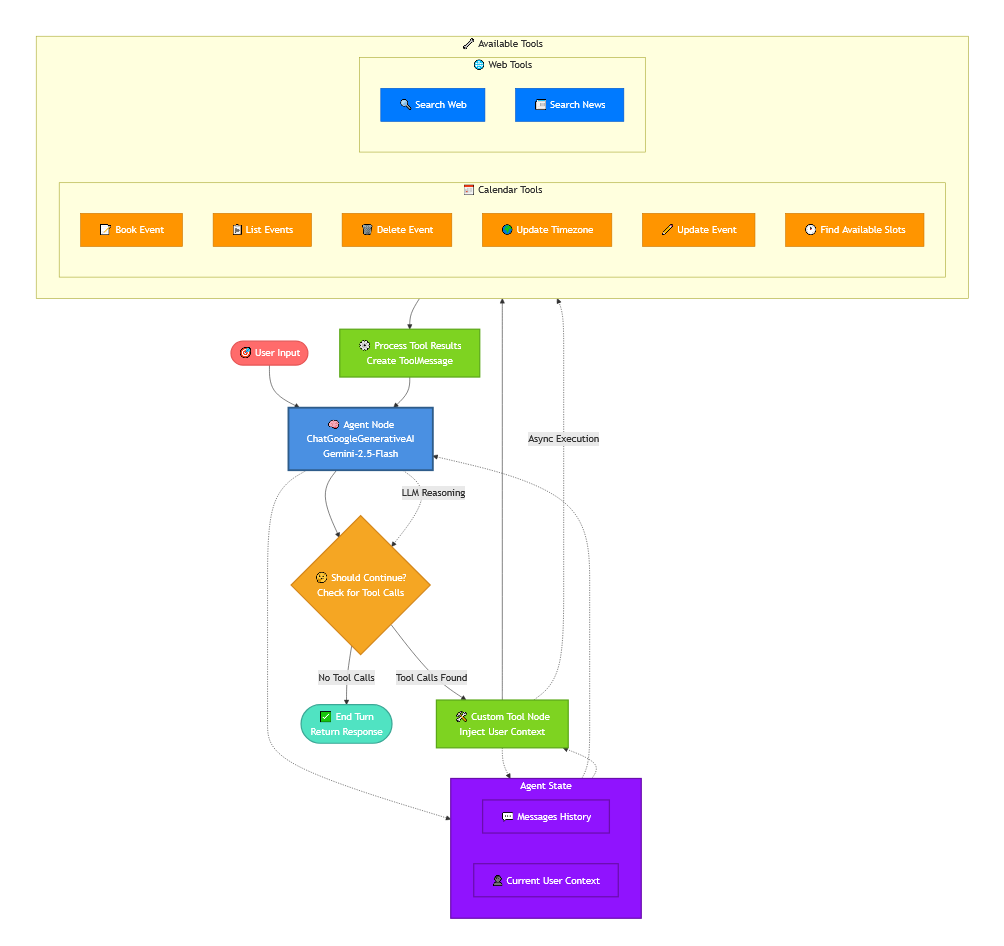 Available Tools
Web Tools
Search Web
Search News
Calendar Tools
Book Event
List Events
Delete Event
Update Timezone
Update Event
Find Available Slots
User Input
Process Tool Results
Create ToolMessage
Agent Node
ChatGoogleGenerativeAI
Gemini-2.5-Flash
Async Execution
LLM Reasoning
Should Continue?
Check for Tool Calls
No Tool Calls
Tool Calls Found
End Turn
Return Response
Custom Tool Node
Inject User Context
Agent State
Messages History
Current User Context